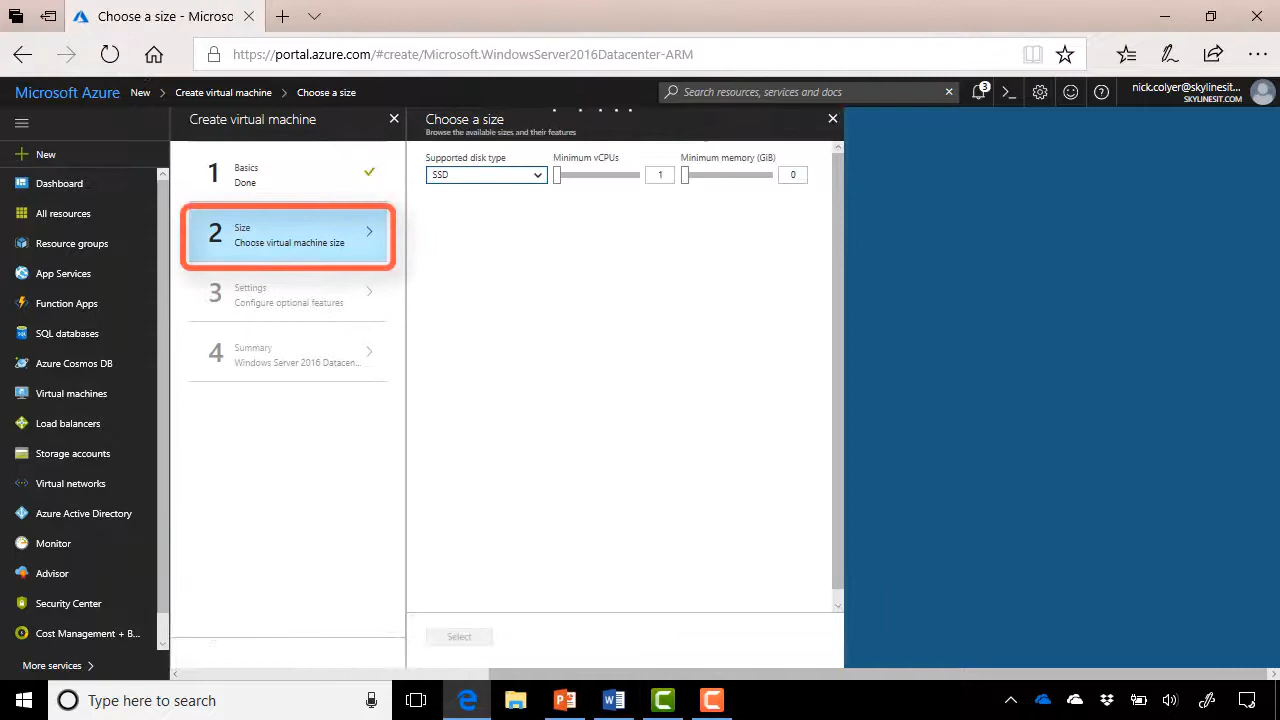 Choose a size - Microso
https://portal.azure.com/#create/Microsoft.WindowsServer2016Datacenter-ARM
Microsoft Azure New > Create virtual machine > Choose a size
Search resources, services and docs
3
nick.colyer@skylinesit...
SKYLINESIT.COM
New
Dashboard
All resources
Resource groups
App Services
Function Apps
SQL databases
Azure Cosmos DB
Virtual machines
Load balancers
Storage accounts
Virtual networks
Azure Active Directory
Monitor
Advisor
Security Center
Cost Management + B...
More services
Create virtual machine
1 Basics
Done
2 Size
Choose virtual machine size
3 Settings
Configure optional features
4 Summary
Windows Server 2016 Datacen...
Choose a size
Browse the available sizes and their features
Supported disk type Minimum vCPUs Minimum memory (GiB)
SSD 1 0
Select
Type here to search